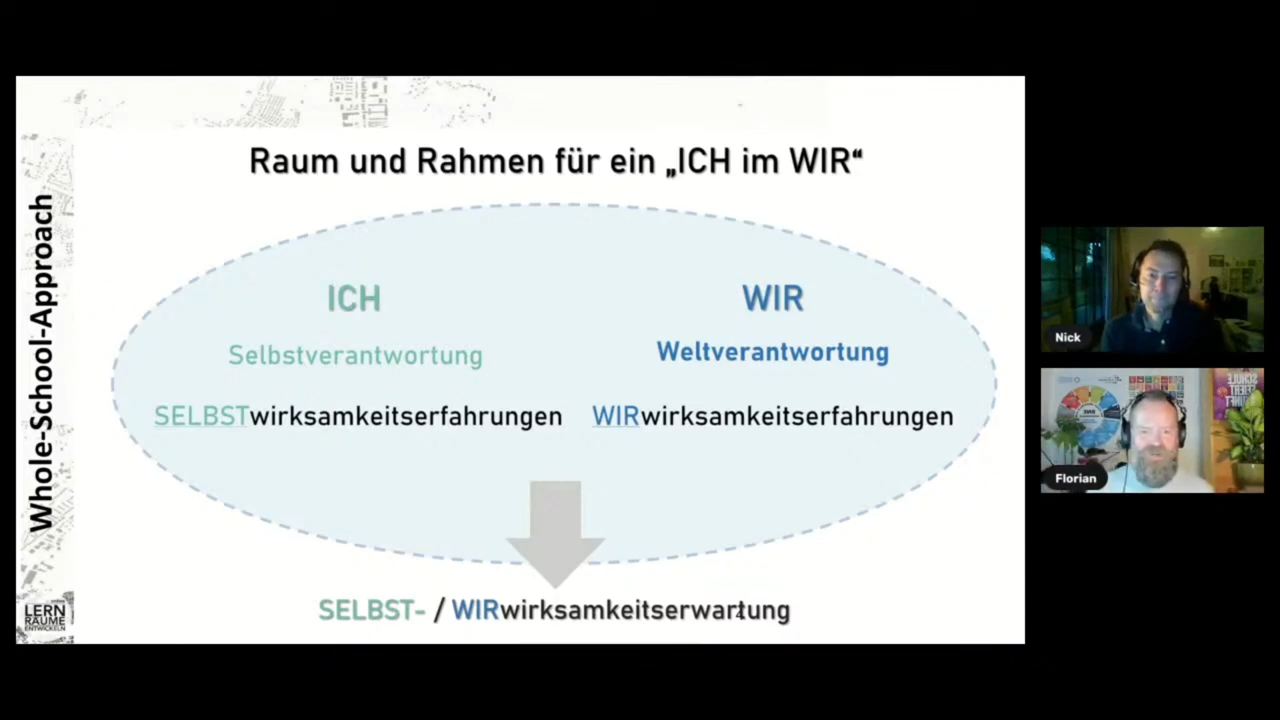 Whole-School-Approach
Raum und Rahmen für ein „ICH im WIR“
ICH
WIR
Selbstverantwortung
Weltverantwortung
SELBSTwirksamkeitserfahrungen
WIRwirksamkeitserfahrungen
SELBST- / WIRwirksamkeitserwartung
LERN
RÄUME
ENTWICKELN
Nick
Florian